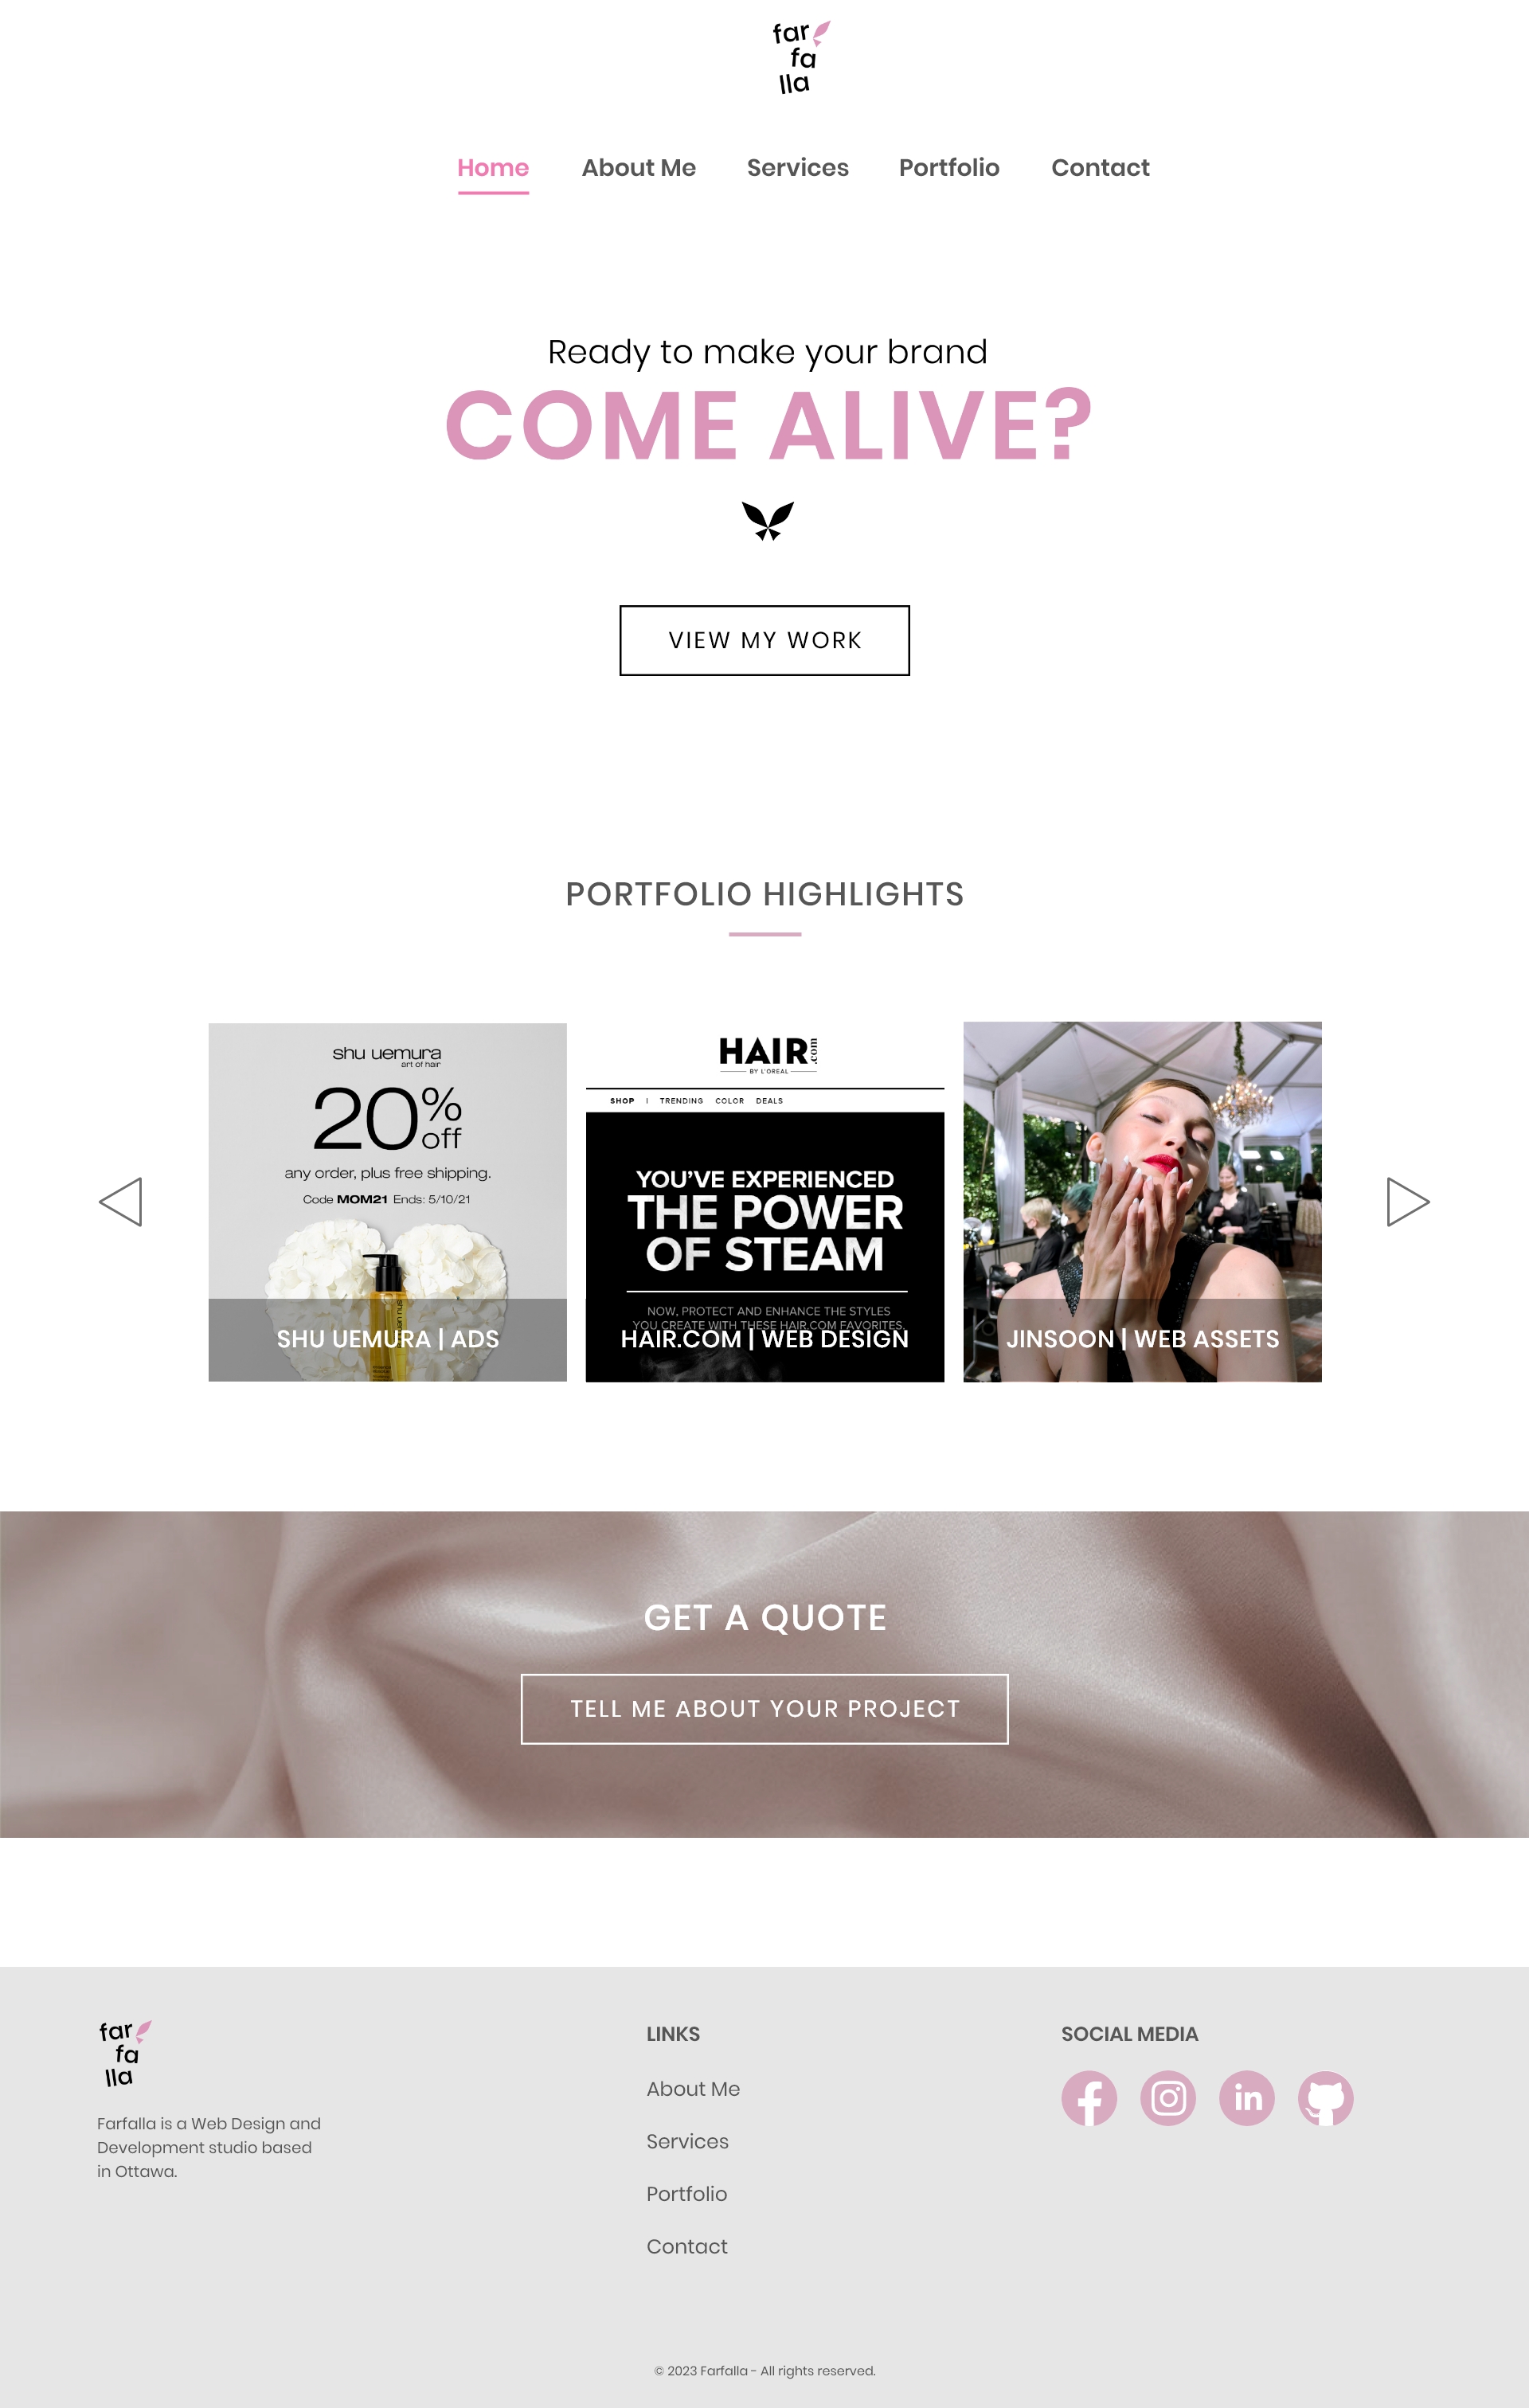 far
fa
lla
Home About Me Services Portfolio Contact
Ready to make your brand
COME ALIVE?
VIEW MY WORK
PORTFOLIO HIGHLIGHTS
shu uemura
art of hair
20% off
any order, plus free shipping.
Code MOM21 Ends: 5/10/21
SHU UEMURA | ADS
HAIR.com
BY L'OREAL
SHOP | TRENDING COLOR DEALS
YOU'VE EXPERIENCED
THE POWER
OF STEAM
NOW, PROTECT AND ENHANCE THE STYLES
YOU CREATE WITH THESE HAIR.COM FAVORITES.
HAIR.COM | WEB DESIGN
JINSOON | WEB ASSETS
GET A QUOTE
TELL ME ABOUT YOUR PROJECT
far
fa
lla
Farfalla is a Web Design and
Development studio based
in Ottawa.
LINKS
About Me
Services
Portfolio
Contact
SOCIAL MEDIA
in
© 2023 Farfalla - All rights reserved.